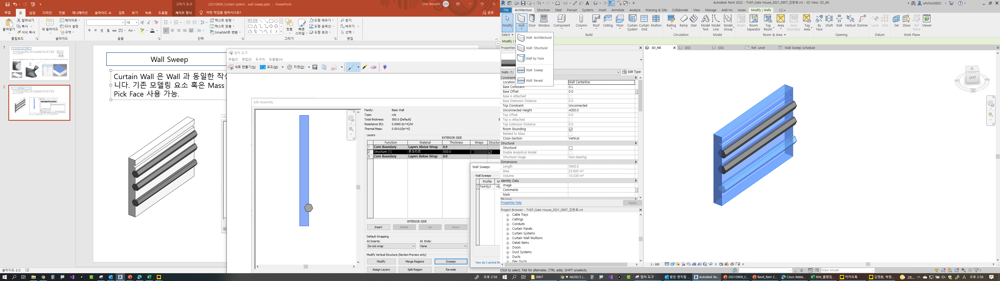 그리기 도구
20210909_Curtain system , wall sweep.pptx - PowerPoint
Cho WonHo CW
파일 홈 삽입 디자인 전환 애니메이션 슬라이드 쇼 검토 보기 녹화 도움말 셰이프 형식 어떤 작업을 원하시나요? 공유
붙여넣기
잘라내기
복사
서식 복사
클립보드
새 슬라이드
레이아웃
다시 설정
구역
슬라이드
18
글꼴
텍스트 방향
텍스트 맞춤
SmartArt로 변환
단락
정렬
빠른 스타일
도형 채우기
도형 윤곽선
도형 효과
그리기
찾기
바꾸기
선택
편집
1
2
Wall Sweep
Curtain Wall 은 Wall 과 동일한 작
니다. 기존 모델링 요소 혹은 Mass
Pick Face 사용 가능.
슬라이드 2/2
캡처 도구
파일(F) 편집(E) 도구(T) 도움말(H)
새로 만들기(N) 모드(M) 지연(D)
Edit Assembly
Family: Basic Wall
Type: n/a
Total thickness: 500.0 (Default)
Resistance (R): 0.0000 (m²·K)/W
Thermal Mass: 0.00 kJ/(m²·K)
Layers
EXTERIOR SIDE
Function Material Thickness Wraps Structur
1 Core Boundary Layers Above Wrap 0.0
2 Structure [1] 콘크리트 500.0
3 Core Boundary Layers Below Wrap 0.0
INTERIOR SIDE
Insert Delete Up Down
Default Wrapping
At Inserts: At Ends:
Do not wrap None
Modify Vertical Structure (Section Preview only)
Modify Merge Regions Sweeps
Assign Layers Split Region Reveals
Wall Sweeps
Wall Sweeps
Profile M
1 Family3 : <By
How do I control the
Autodesk Revit 2022 - TVEP_Gate House_2021_0907_강한호.rvt - 3D View: 3D_AR
whcho3X8DJ
File Architecture Structure Steel Precast Systems Insert Annotate Analyze Massing & Site Collaborate View Manage Add-Ins Issues Modify | Walls
Modify
Select
Wall Door Window Component Column Roof Ceiling Floor Curtain System Curtain Grid Mullion
Build
Railing Ramp Stair
Circulation
Model Text Model Line Model Group
Model
Room Room Separator Tag Room Area Area Boundary Tag Area
Room & Area
By Face Shaft Wall Vertical Dormer
Opening
Level Grid
Datum
Set Show Ref Plane Viewer
Work Plane
Wall: Architectural
Wall: Structural
Wall by Face
Wall: Sweep
Wall: Reveal
Modify |
Properties
Walls (1) Edit Type
Constraints
Location Wall Centerline
Base Constraint G.L
Base Offset 0.0
Base is Attached
Base Extension Distance 0.0
Top Constraint Unconnected
Unconnected Height 4000.0
Top Offset 0.0
Top is Attached
Top Extension Distance 0.0
Room Bounding
Related to Mass
Cross-Section Vertical
Structural
Structural
Enable Analytical Model
Structural Usage Non-bearing
Dimensions
Length 5900.0
Area 23.600 m²
Volume 10.339 m³
Identity Data
Image
Comments
Mark
Phasing
Properties help Apply
Project Browser - TVEP_Gate House_2021_0907_강한호.rvt
Cable Trays
Ceilings
Conduits
Curtain Panels
Curtain Systems
Curtain Wall Mullions
Detail Items
Doors
Duct Systems
Ducts
Flex Ducts
3D_AR {3D} {3D} Ref. Level Wall Sweep Schedule
LEFT
1 : 100
Click to select, TAB for alternates, CTRL adds, SHIFT unselects.
:0
Main Model
:1
오후 2:58
0907
46293.5 |...
캡처 도구
받은 편지함 ...
Autodesk Re...
20210909_C...
Revit_Item C...
Cisco Webe...
BIM_물량집...
카카오톡
김명환, 박정...
28...
오후 2:58